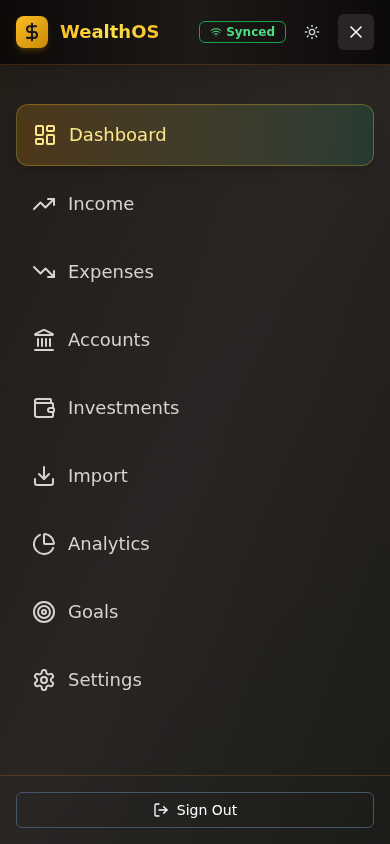 WealthOS
Synced
Dashboard
Income
Expenses
Accounts
Investments
Import
Analytics
Goals
Settings
Sign Out